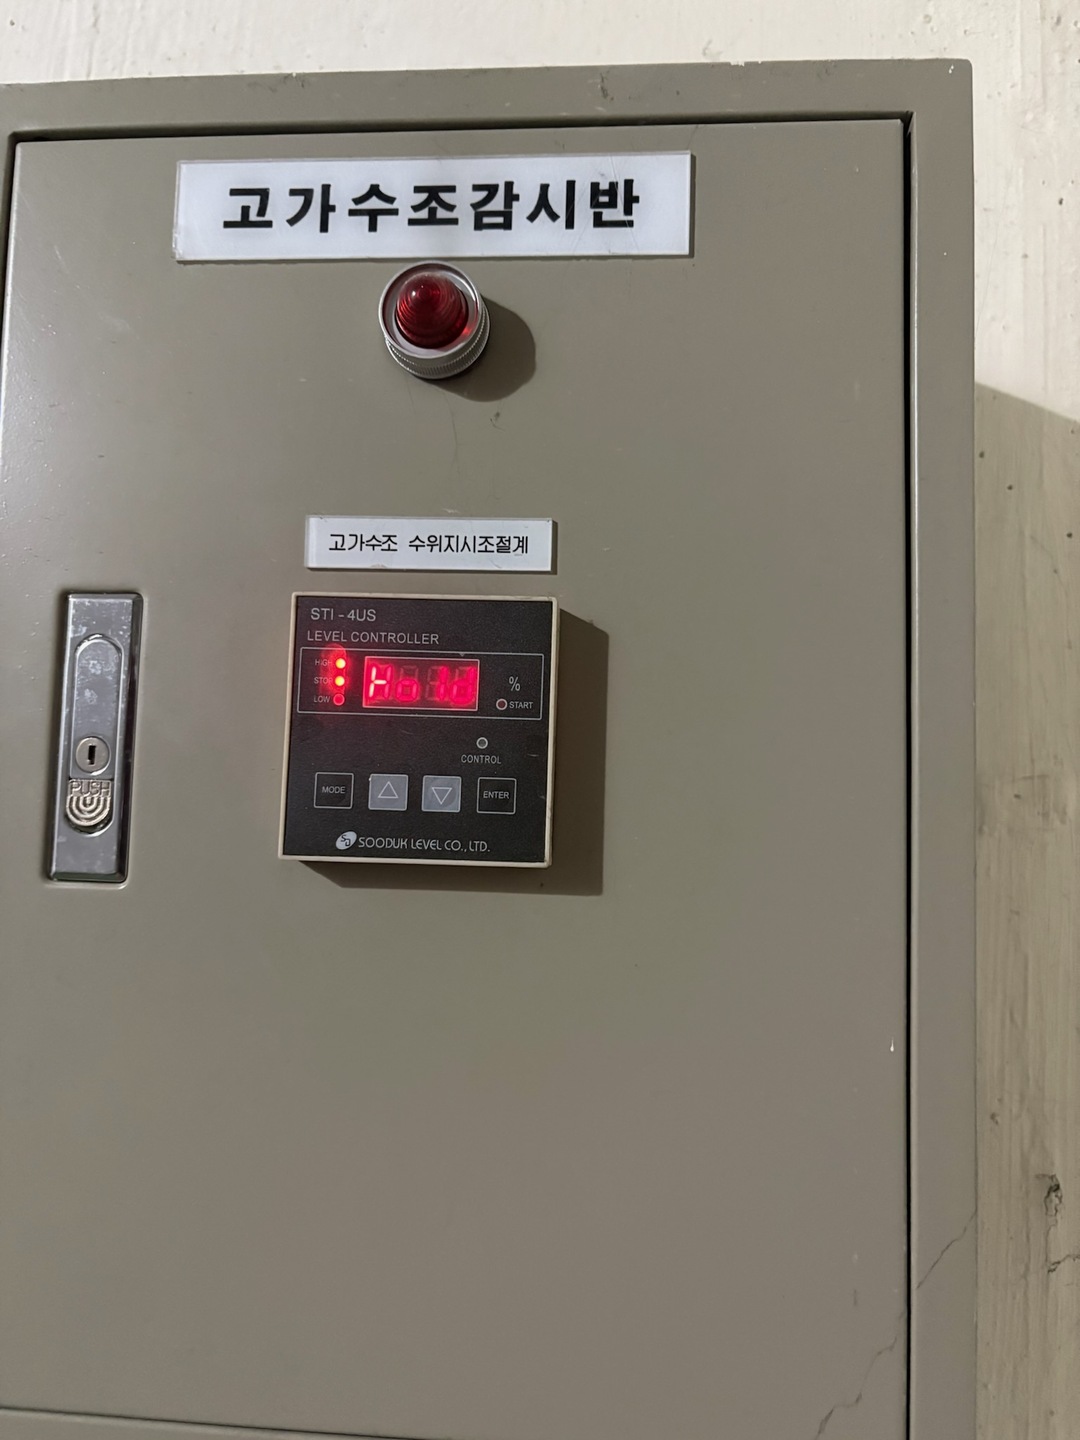 고가수조감시반
고가수조 수위지시조절계
STI - 4US
LEVEL CONTROLLER
HIGH
STOP
LOW
Hold
%
START
CONTROL
MODE
ENTER
SOODUK LEVEL CO., LTD.
PUSH